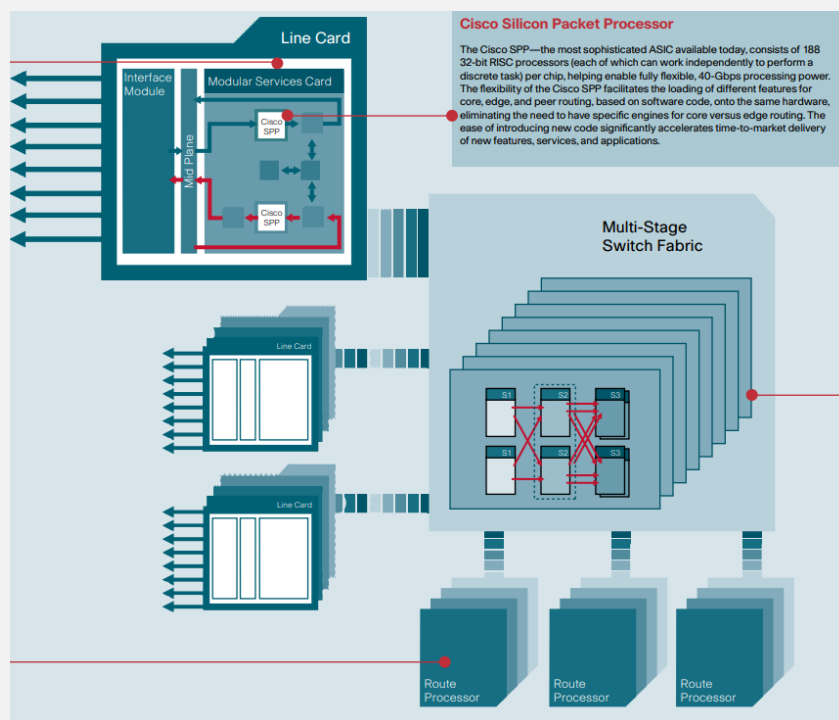 Cisco Silicon Packet Processor
The Cisco SPP—the most sophisticated ASIC available today, consists of 188
32-bit RISC processors (each of which can work independently to perform a
discrete task) per chip, helping enable fully flexible, 40-Gbps processing power.
The flexibility of the Cisco SPP facilitates the loading of different features for
core, edge, and peer routing, based on software code, onto the same hardware,
eliminating the need to have specific engines for core versus edge routing. The
ease of introducing new code significantly accelerates time-to-market delivery
of new features, services, and applications.
Line Card
Interface
Module
Modular Services Card
Mid Plane
Cisco
SPP
Cisco
SPP
Multi-Stage
Switch Fabric
Line Card
S1
S2
S3
S1
S2
S3
Line Card
Route
Processor
Route
Processor
Route
Processor